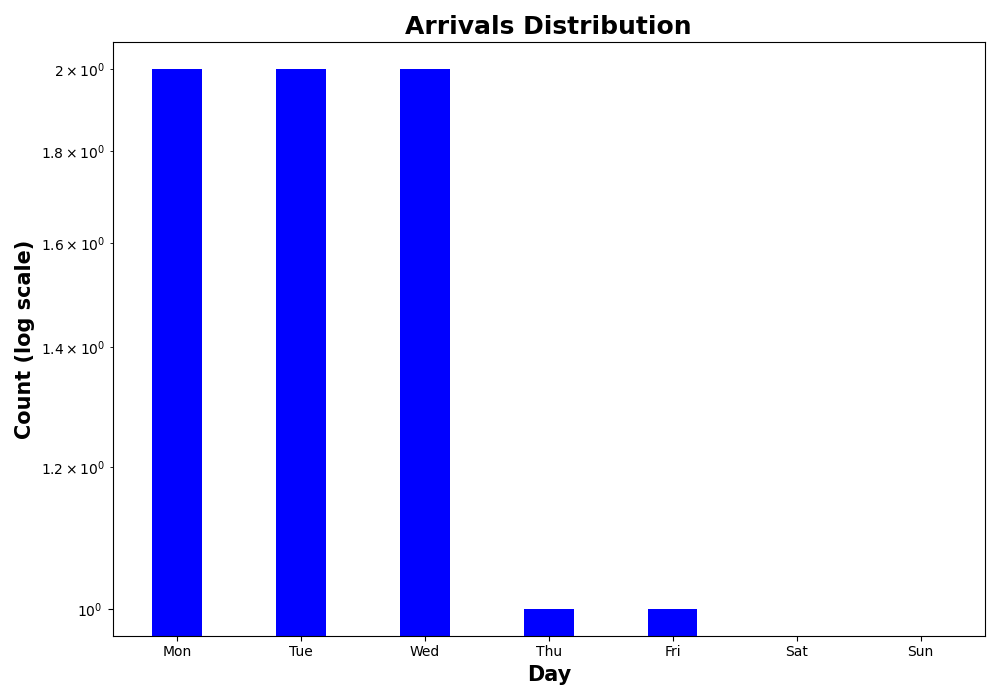 Arrivals Distribution
Count (log scale)
2 × 10⁰
1.8 × 10⁰
1.6 × 10⁰
1.4 × 10⁰
1.2 × 10⁰
10⁰
Mon Tue Wed Thu Fri Sat Sun
Day